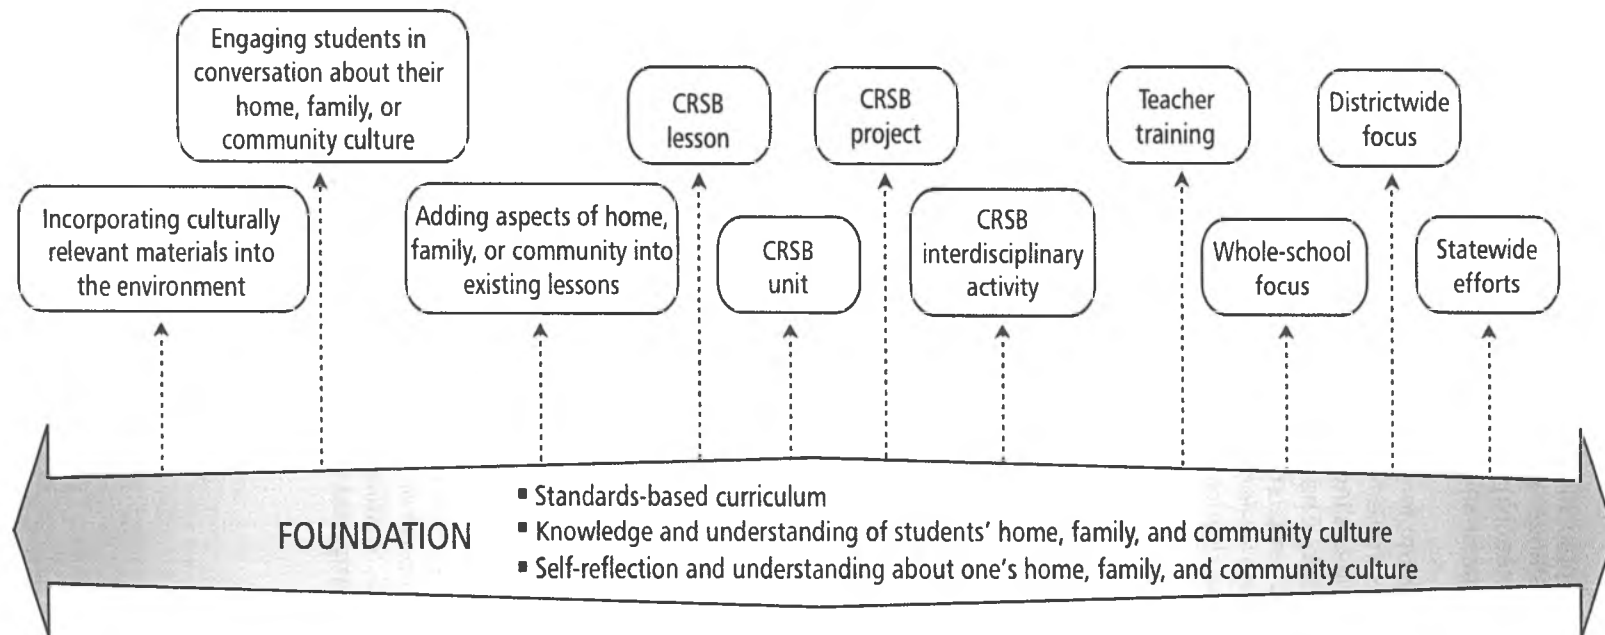 Engaging students in
conversation about their
home, family, or
community culture
CRSB
lesson
CRSB
project
Teacher
training
Districtwide
focus
Incorporating culturally
relevant materials into
the environment
Adding aspects of home,
family, or community into
existing lessons
CRSB
unit
CRSB
interdisciplinary
activity
Whole-school
focus
Statewide
efforts
FOUNDATION
▪ Standards-based curriculum
▪ Knowledge and understanding of students' home, family, and community culture
▪ Self-reflection and understanding about one's home, family, and community culture